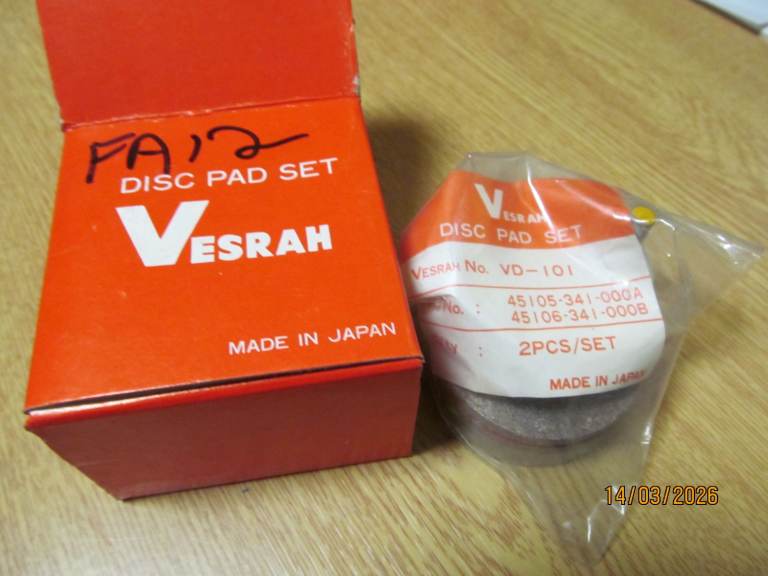 FA12
DISC PAD SET
VESRAH
MADE IN JAPAN
VESRAH
DISC PAD SET
VESRAH No. VD-101
No. : 45105-341-000A
45106-341-000B
: 2PCS/SET
MADE IN JAPAN
14/03/2026